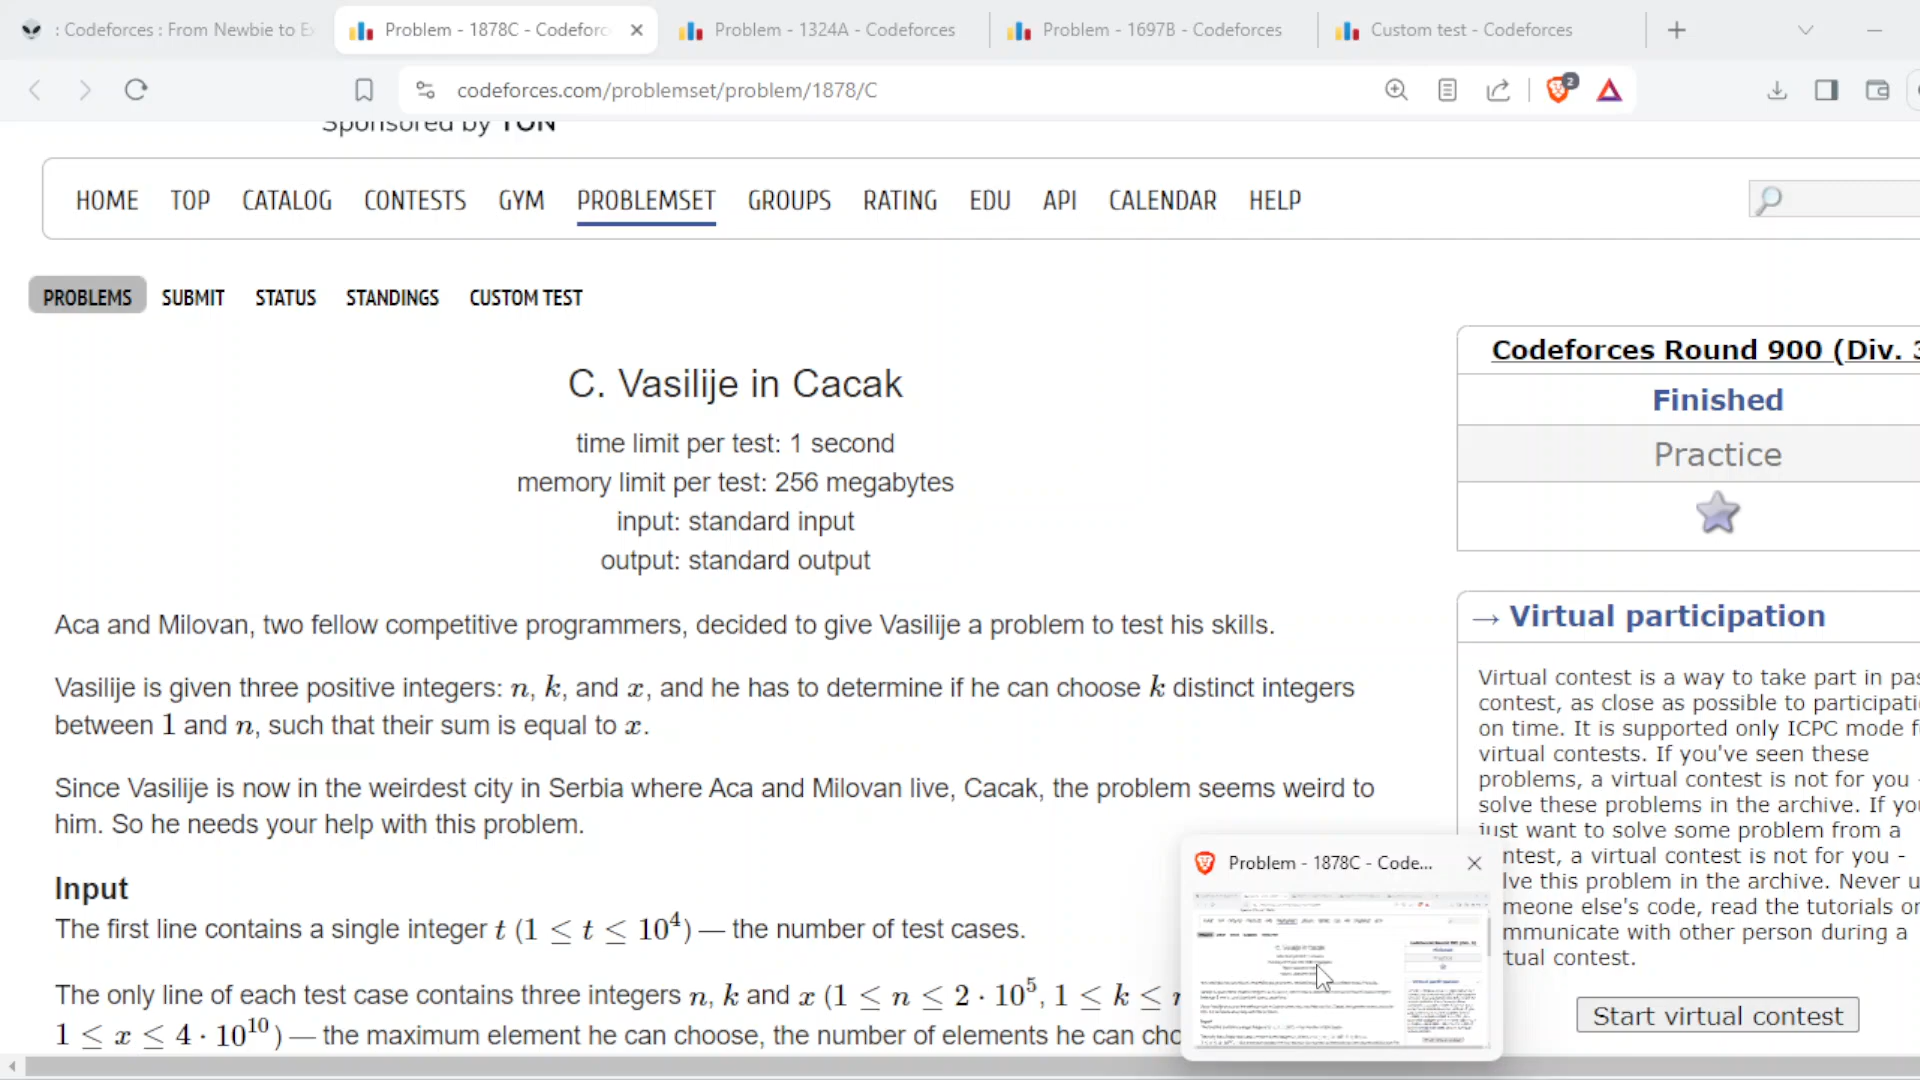 : Codeforces : From Newbie to Ex
Problem - 1878C - Codeforc
Problem - 1324A - Codeforces
Problem - 1697B - Codeforces
Custom test - Codeforces
codeforces.com/problemset/problem/1878/C
2
Sponsored by TON
HOME TOP CATALOG CONTESTS GYM PROBLEMSET GROUPS RATING EDU API CALENDAR HELP
PROBLEMS SUBMIT STATUS STANDINGS CUSTOM TEST
C. Vasilije in Cacak
time limit per test: 1 second
memory limit per test: 256 megabytes
input: standard input
output: standard output
Aca and Milovan, two fellow competitive programmers, decided to give Vasilije a problem to test his skills.
Vasilije is given three positive integers: n, k, and x, and he has to determine if he can choose k distinct integers
between 1 and n, such that their sum is equal to x.
Since Vasilije is now in the weirdest city in Serbia where Aca and Milovan live, Cacak, the problem seems weird to
him. So he needs your help with this problem.
Input
The first line contains a single integer t (1 ≤ t ≤ 10⁴) — the number of test cases.
The only line of each test case contains three integers n, k and x (1 ≤ n ≤ 2 · 10⁵, 1 ≤ k ≤ n
1 ≤ x ≤ 4 · 10¹⁰) — the maximum element he can choose, the number of elements he can cho
Codeforces Round 900 (Div. 3
Finished
Practice
→ Virtual participation
Virtual contest is a way to take part in pas
contest, as close as possible to participati
on time. It is supported only ICPC mode f
virtual contests. If you've seen these
problems, a virtual contest is not for you -
solve these problems in the archive. If you
just want to solve some problem from a
ntest, a virtual contest is not for you -
lve this problem in the archive. Never u
meone else's code, read the tutorials or
mmunicate with other person during a
tual contest.
Start virtual contest
Problem - 1878C - Code...